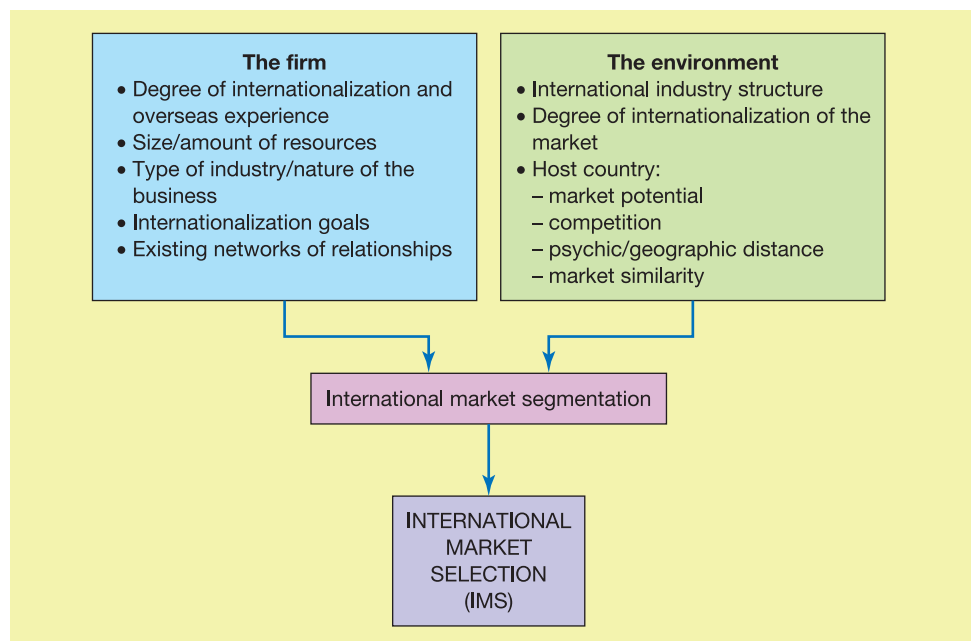 The firm
• Degree of internationalization and
overseas experience
• Size/amount of resources
• Type of industry/nature of the
business
• Internationalization goals
• Existing networks of relationships
The environment
• International industry structure
• Degree of internationalization of the
market
• Host country:
– market potential
– competition
– psychic/geographic distance
– market similarity
International market segmentation
INTERNATIONAL
MARKET
SELECTION
(IMS)